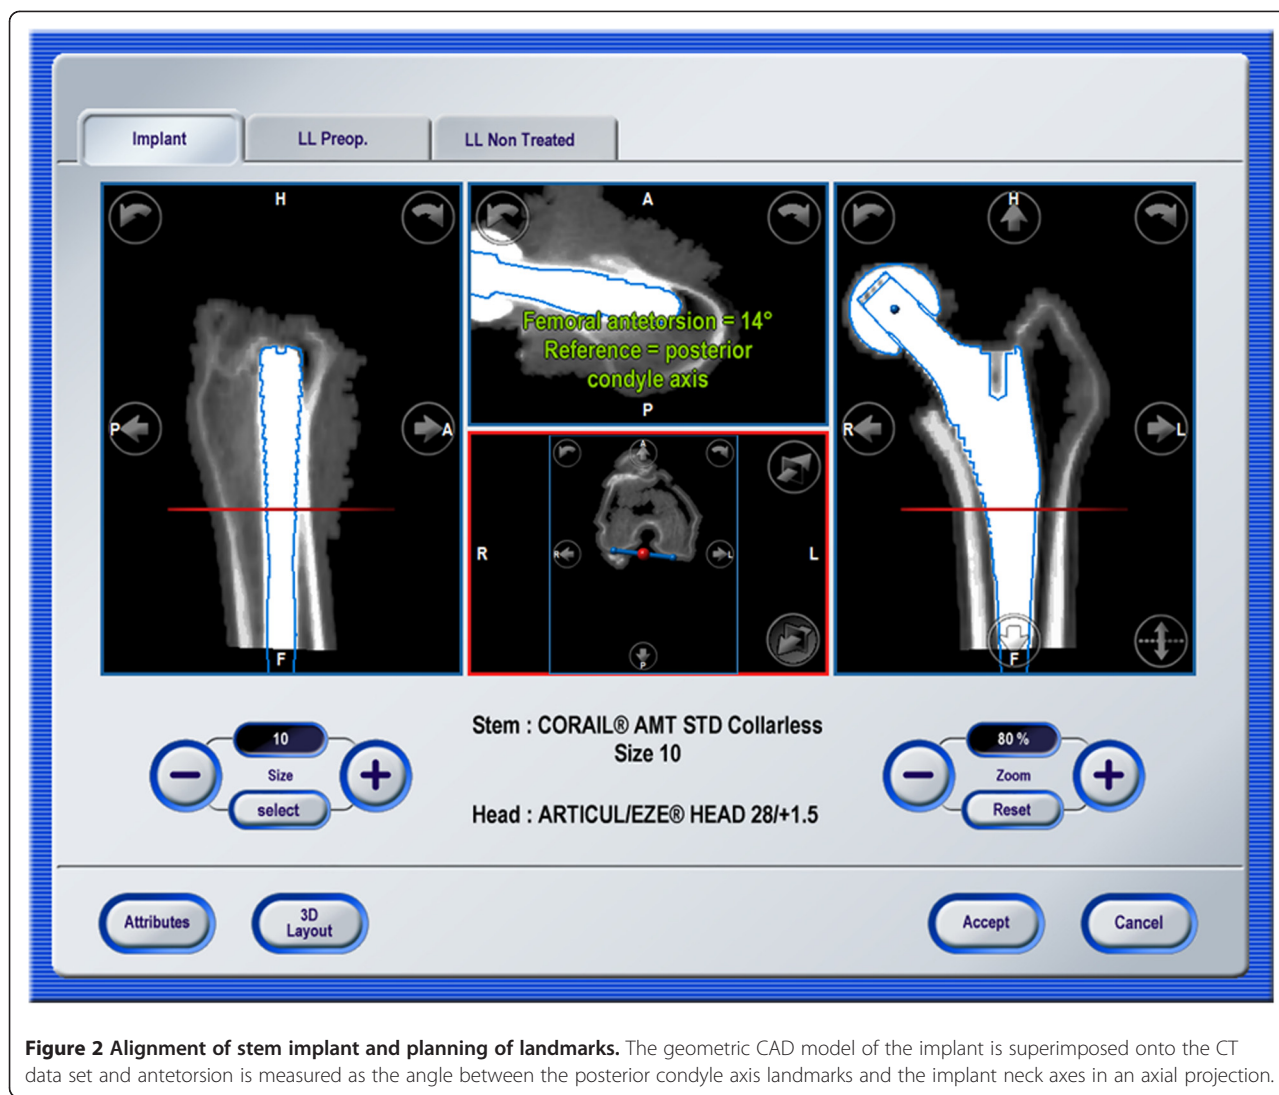 Implant
LL Preop.
LL Non Treated
H
P
A
F
A
Femoral antetorsion = 14°
Reference = posterior
condyle axis
P
R
L
A
R
L
P
H
R
L
F
10
Size
select
Stem : CORAIL® AMT STD Collarless
Size 10
Head : ARTICUL/EZE® HEAD 28/+1.5
80 %
Zoom
Reset
Attributes
3D
Layout
Accept
Cancel
Figure 2 Alignment of stem implant and planning of landmarks. The geometric CAD model of the implant is superimposed onto the CT
data set and antetorsion is measured as the angle between the posterior condyle axis landmarks and the implant neck axes in an axial projection.